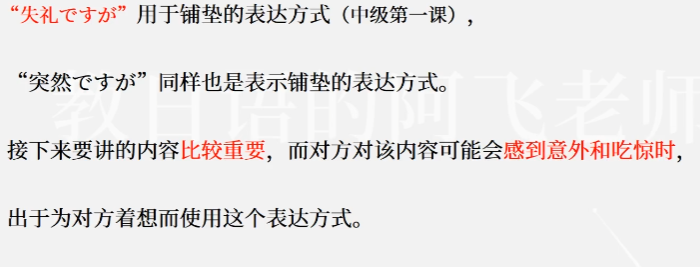 “失礼ですが”用于铺垫的表达方式（中级第一课），
“突然ですが”同样也是表示铺垫的表达方式。
接下来要讲的内容比较重要，而对方对该内容可能会感到意外和吃惊时，
出于为对方着想而使用这个表达方式。
教日语的阿飞老师